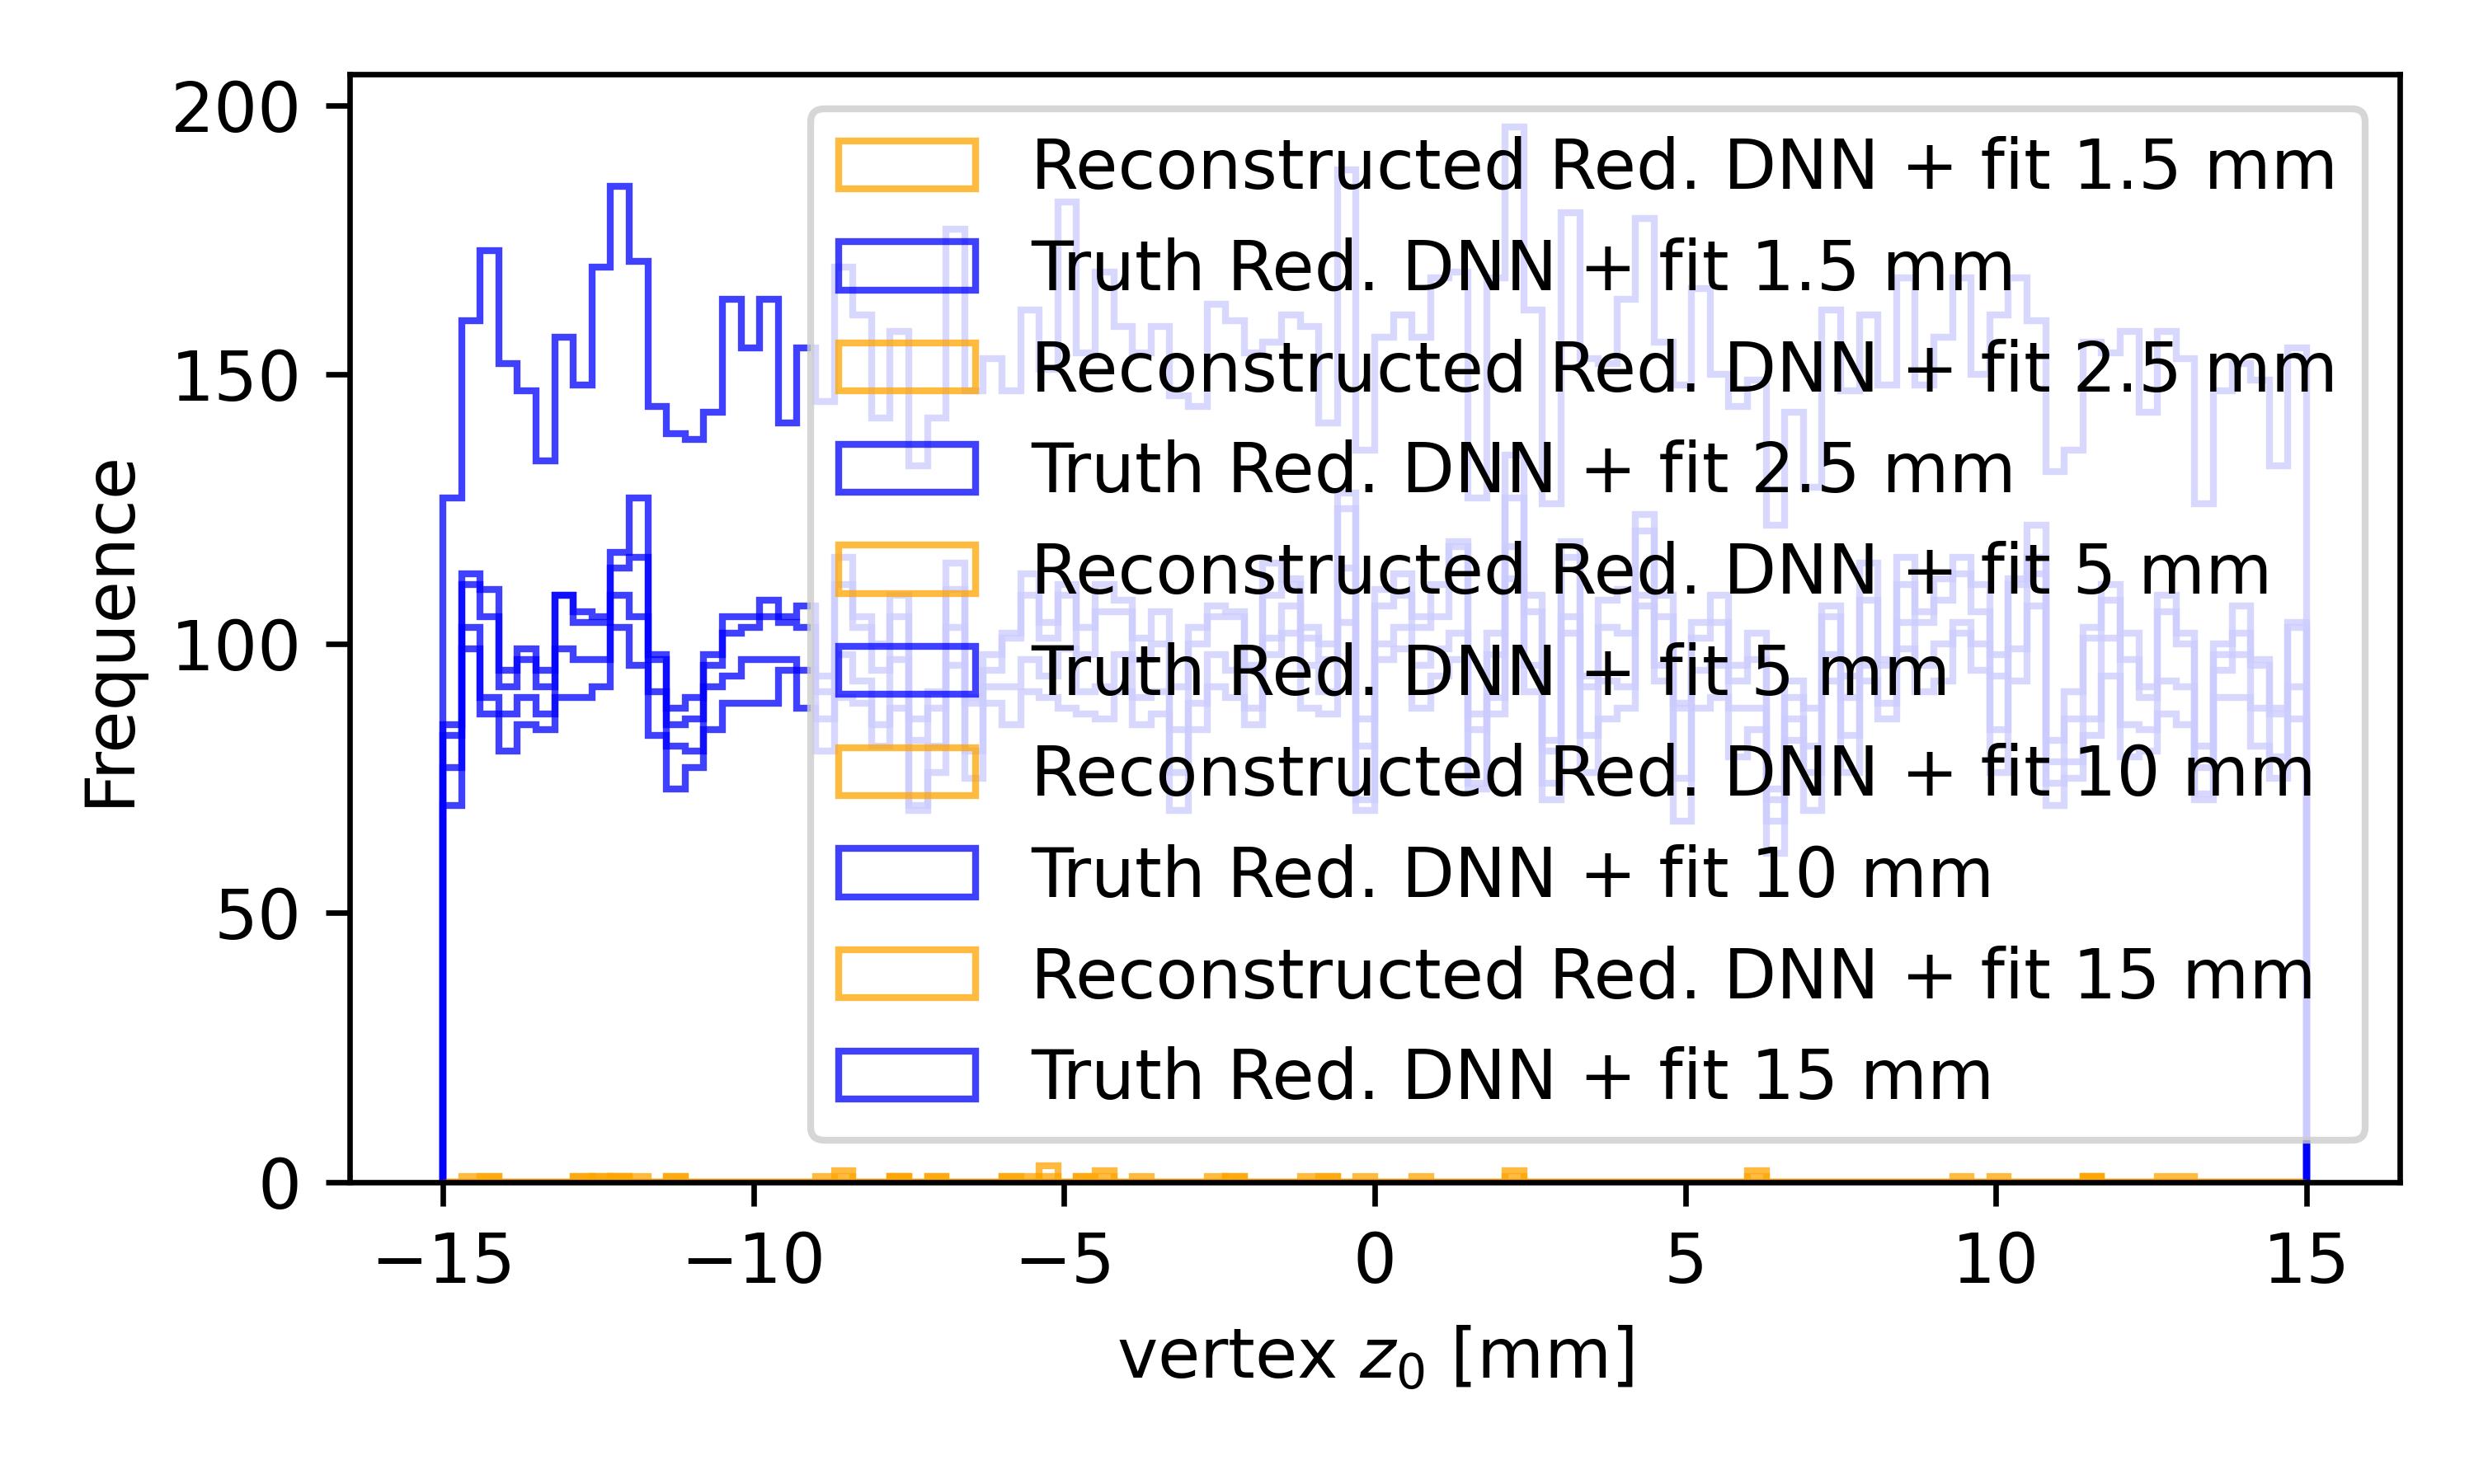 200
150
100
50
0
Frequence
Reconstructed Red. DNN + fit 1.5 mm
Truth Red. DNN + fit 1.5 mm
Reconstructed Red. DNN + fit 2.5 mm
Truth Red. DNN + fit 2.5 mm
Reconstructed Red. DNN + fit 5 mm
Truth Red. DNN + fit 5 mm
Reconstructed Red. DNN + fit 10 mm
Truth Red. DNN + fit 10 mm
Reconstructed Red. DNN + fit 15 mm
Truth Red. DNN + fit 15 mm
−15 −10 −5 0 5 10 15
vertex z₀ [mm]